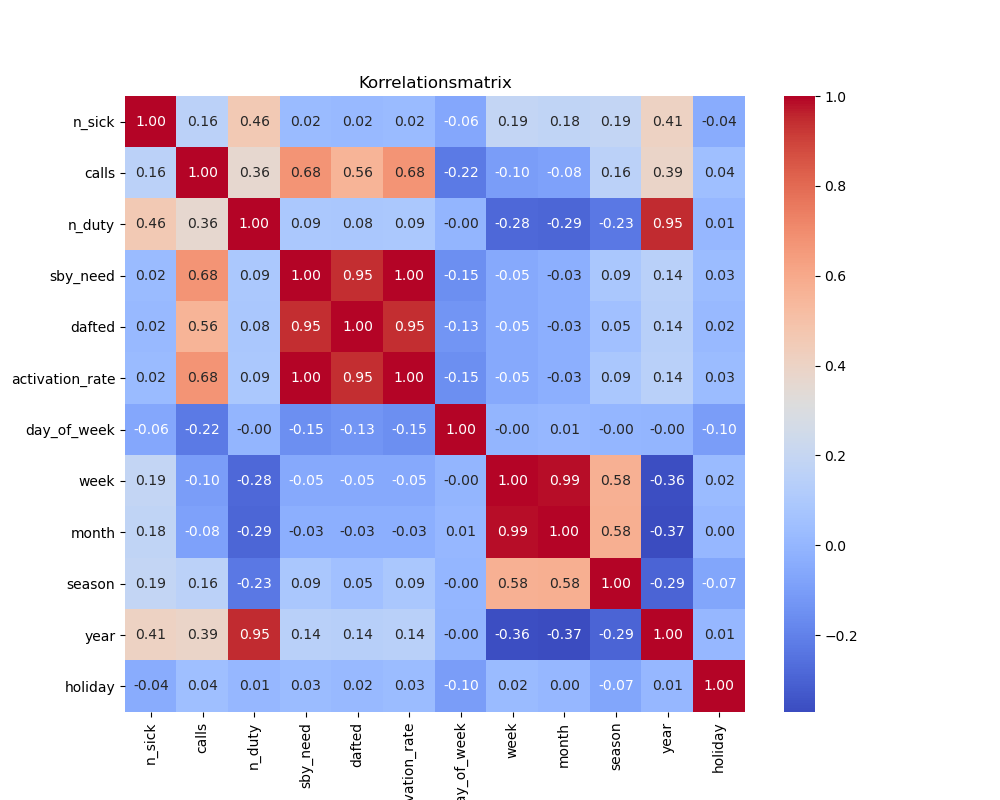 Korrelationsmatrix
n_sick 1.00 0.16 0.46 0.02 0.02 0.02 -0.06 0.19 0.18 0.19 0.41 -0.04
calls 0.16 1.00 0.36 0.68 0.56 0.68 -0.22 -0.10 -0.08 0.16 0.39 0.04
n_duty 0.46 0.36 1.00 0.09 0.08 0.09 -0.00 -0.28 -0.29 -0.23 0.95 0.01
sby_need 0.02 0.68 0.09 1.00 0.95 1.00 -0.15 -0.05 -0.03 0.09 0.14 0.03
dafted 0.02 0.56 0.08 0.95 1.00 0.95 -0.13 -0.05 -0.03 0.05 0.14 0.02
activation_rate 0.02 0.68 0.09 1.00 0.95 1.00 -0.15 -0.05 -0.03 0.09 0.14 0.03
day_of_week -0.06 -0.22 -0.00 -0.15 -0.13 -0.15 1.00 -0.00 0.01 -0.00 -0.00 -0.10
week 0.19 -0.10 -0.28 -0.05 -0.05 -0.05 -0.00 1.00 0.99 0.58 -0.36 0.02
month 0.18 -0.08 -0.29 -0.03 -0.03 -0.03 0.01 0.99 1.00 0.58 -0.37 0.00
season 0.19 0.16 -0.23 0.09 0.05 0.09 -0.00 0.58 0.58 1.00 -0.29 -0.07
year 0.41 0.39 0.95 0.14 0.14 0.14 -0.00 -0.36 -0.37 -0.29 1.00 0.01
holiday -0.04 0.04 0.01 0.03 0.02 0.03 -0.10 0.02 0.00 -0.07 0.01 1.00
n_sick calls n_duty sby_need dafted vation_rate ay_of_week week month season year holiday
1.0
0.8
0.6
0.4
0.2
0.0
−0.2